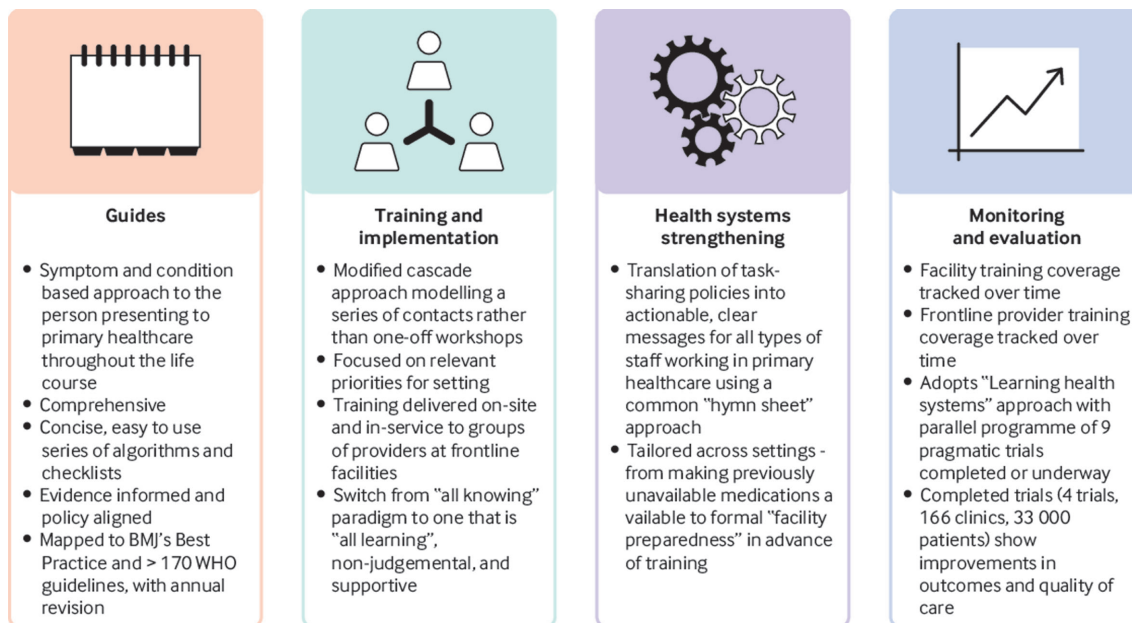 Guides
• Symptom and condition
based approach to the
person presenting to
primary healthcare
throughout the life
course
• Comprehensive
• Concise, easy to use
series of algorithms and
checklists
• Evidence informed and
policy aligned
• Mapped to BMJ's Best
Practice and > 170 WHO
guidelines, with annual
revision
Training and
implementation
• Modified cascade
approach modelling a
series of contacts rather
than one-off workshops
• Focused on relevant
priorities for setting
• Training delivered on-site
and in-service to groups
of providers at frontline
facilities
• Switch from "all knowing"
paradigm to one that is
"all learning",
non-judgemental, and
supportive
Health systems
strengthening
• Translation of task-
sharing policies into
actionable, clear
messages for all types of
staff working in primary
healthcare using a
common "hymn sheet"
approach
• Tailored across settings -
from making previously
unavailable medications a
vailable to formal "facility
preparedness" in advance
of training
Monitoring
and evaluation
• Facility training coverage
tracked over time
• Frontline provider training
coverage tracked over
time
• Adopts "Learning health
systems" approach with
parallel programme of 9
pragmatic trials
completed or underway
• Completed trials (4 trials,
166 clinics, 33 000
patients) show
improvements in
outcomes and quality of
care